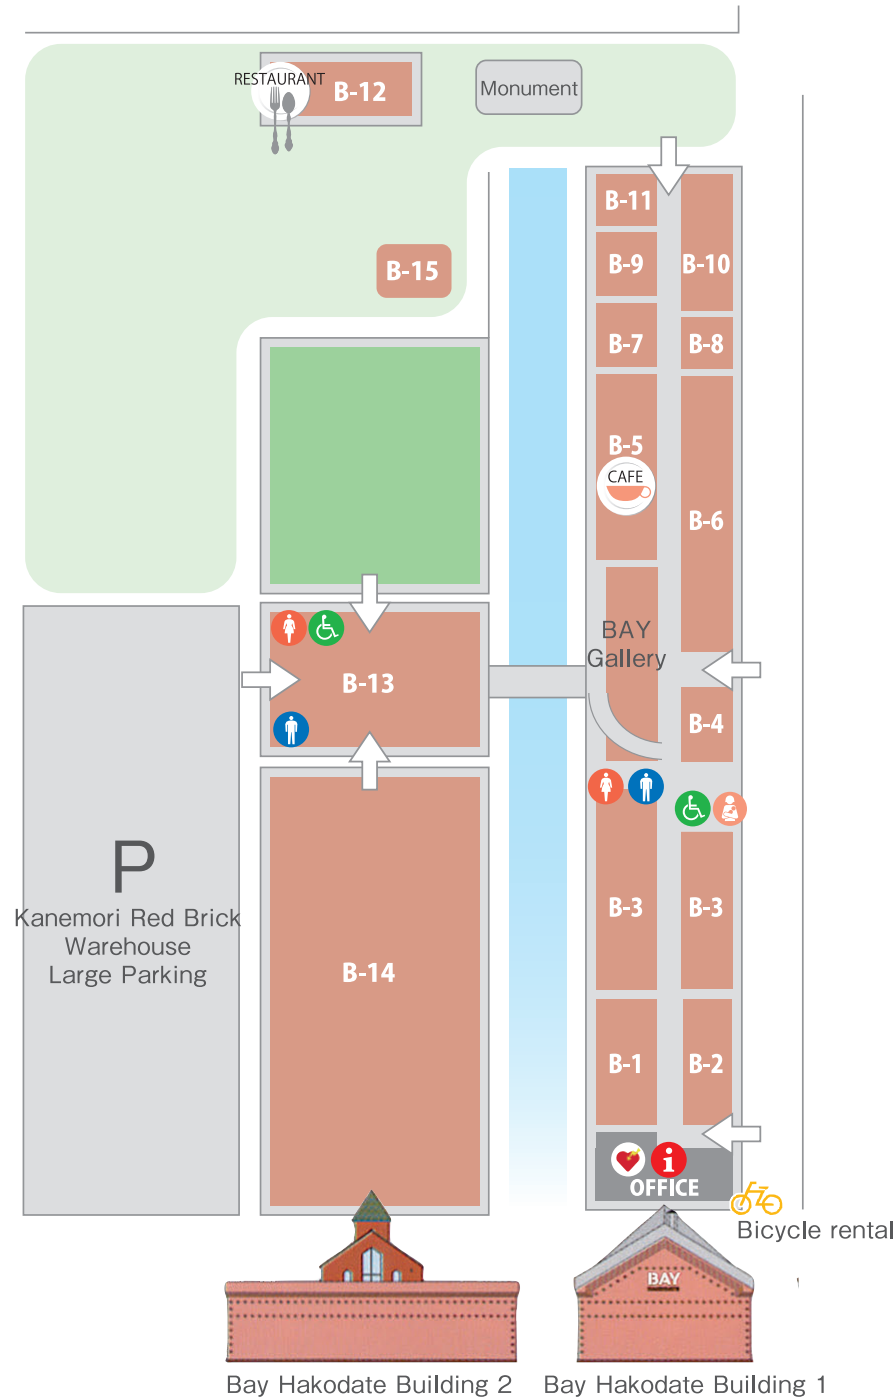 RESTAURANT
B-12
Monument
B-11
B-9
B-10
B-15
B-7
B-8
B-5
CAFE
B-6
BAY
Gallery
B-13
B-4
P
Kanemori Red Brick
Warehouse
Large Parking
B-3
B-3
B-14
B-1
B-2
i
OFFICE
Bicycle rental
BAY
Bay Hakodate Building 2
Bay Hakodate Building 1